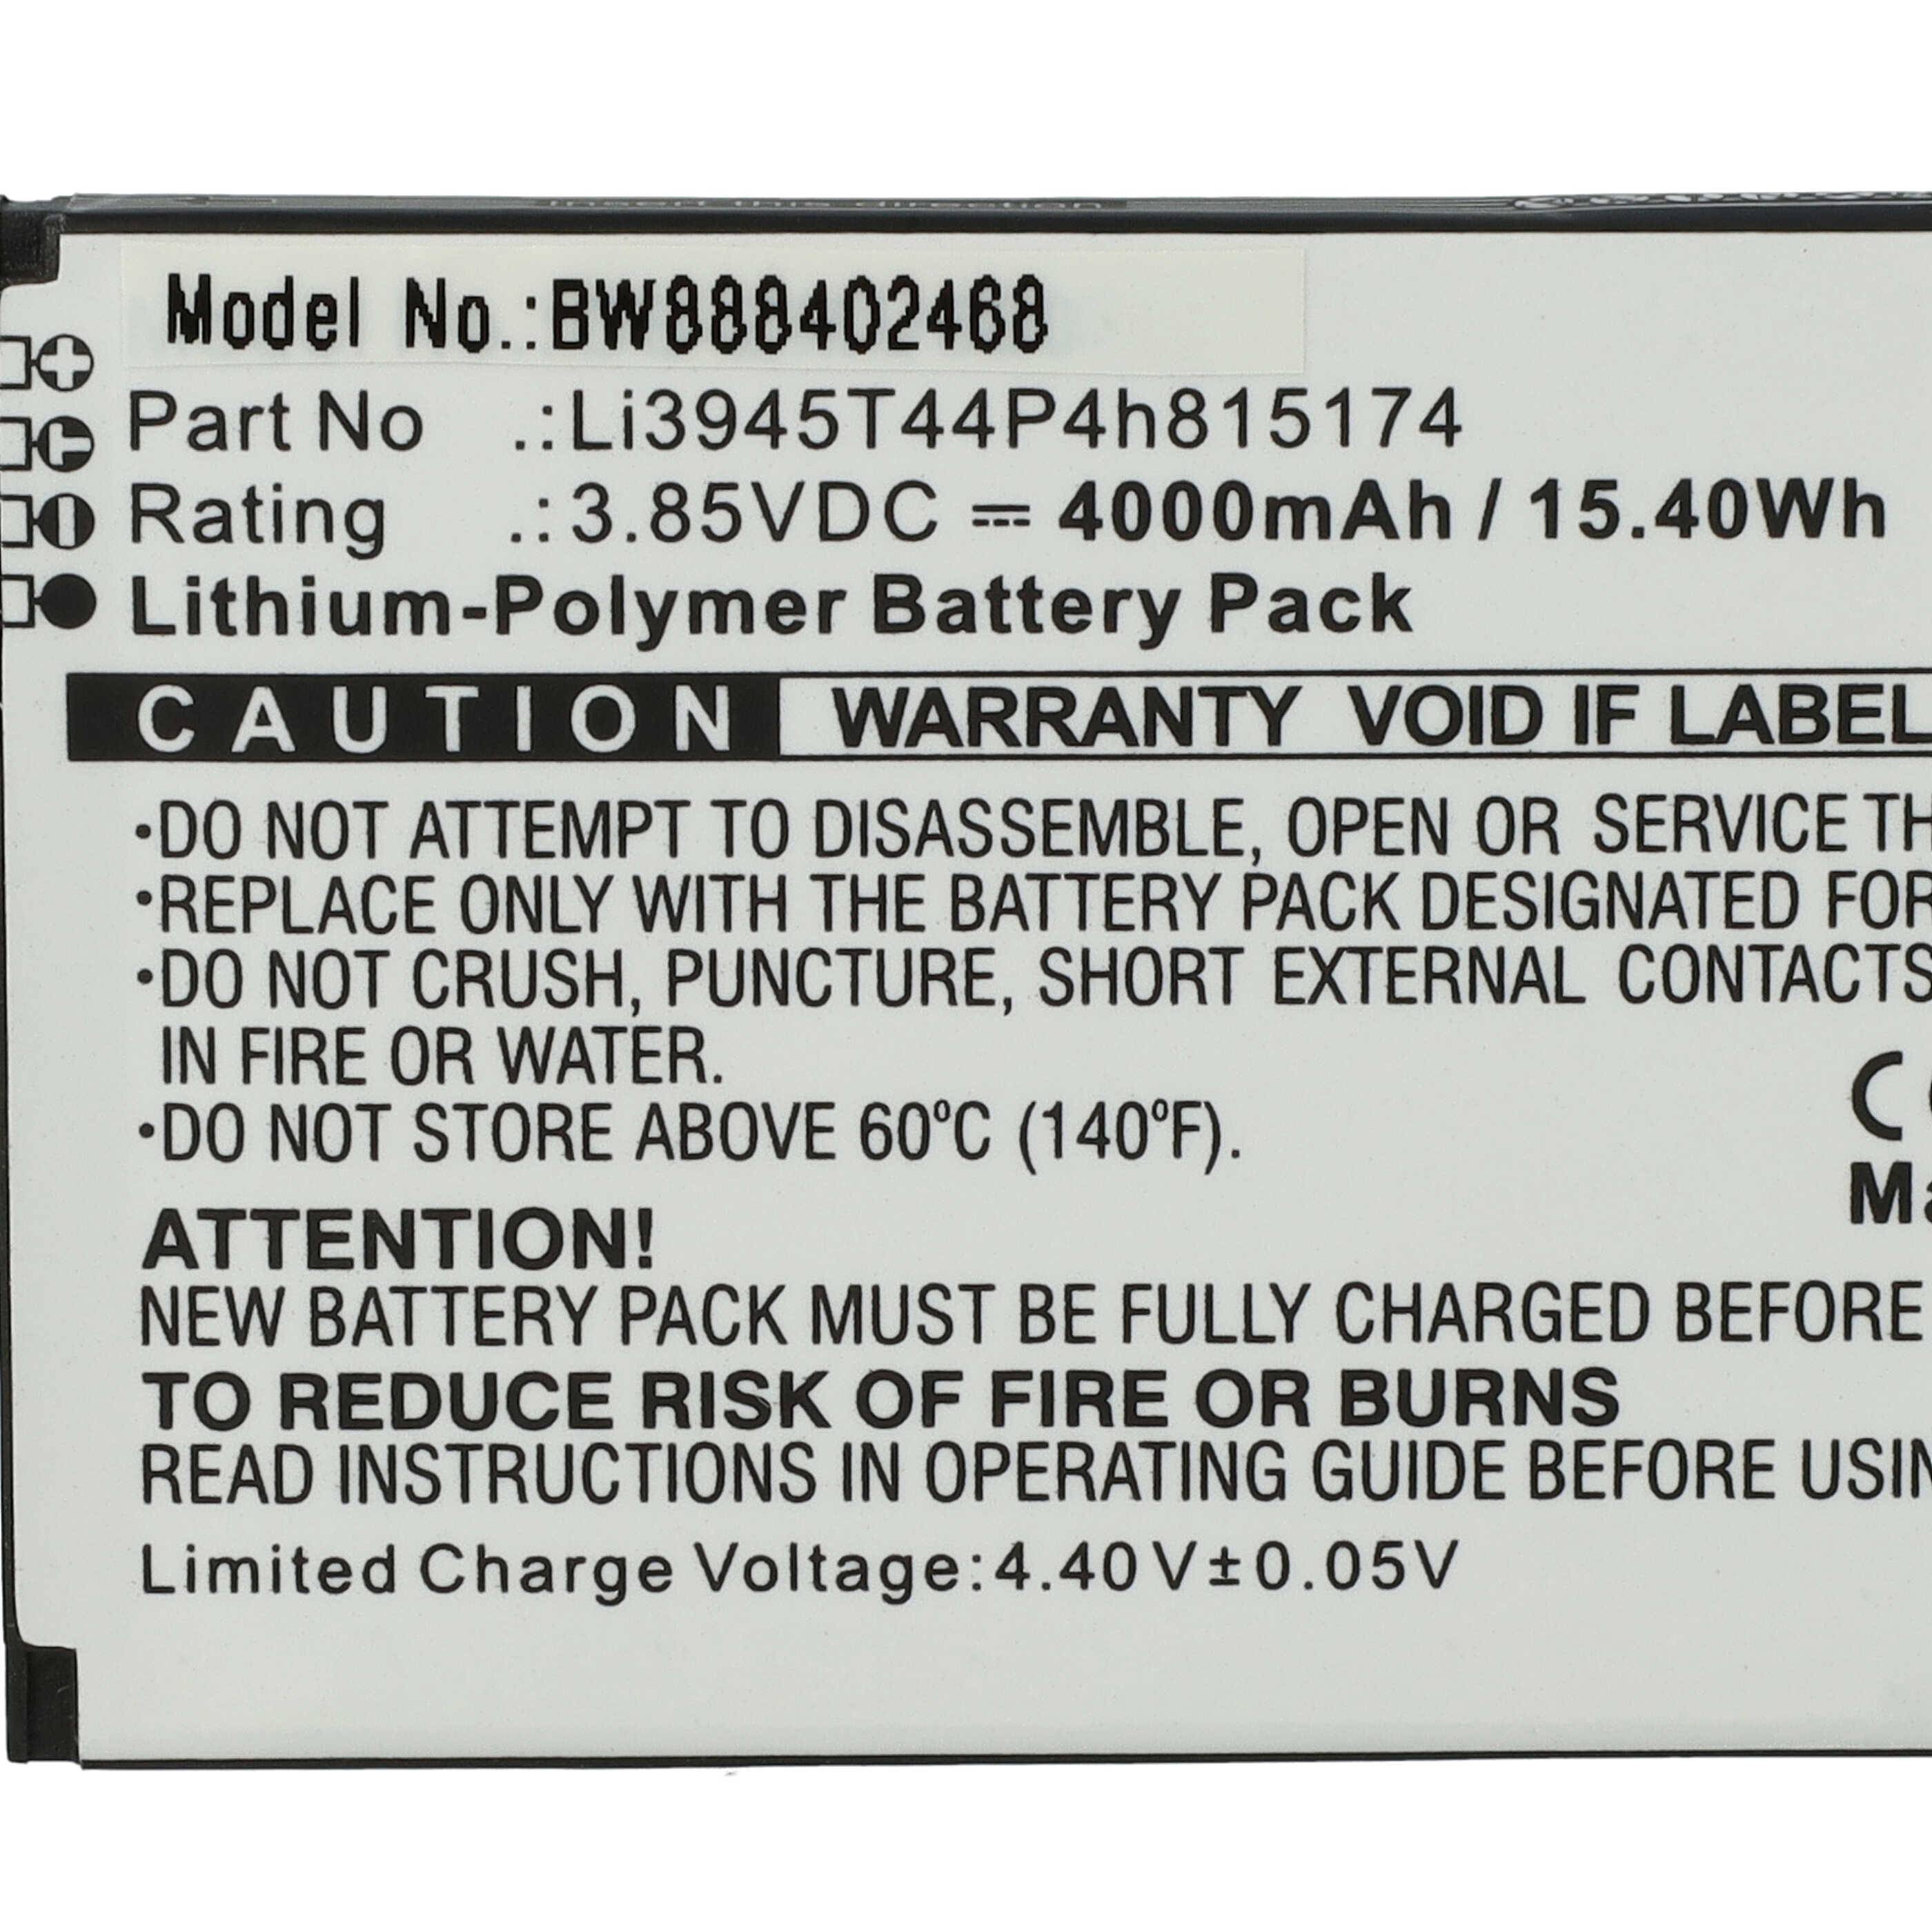 insert this direction
Model No.:BW888402468
Part No .:Li3945T44P4h815174
Rating .:3.85VDC ⎓ 4000mAh / 15.40Wh
Lithium-Polymer Battery Pack
CAUTION WARRANTY VOID IF LABEL
•DO NOT ATTEMPT TO DISASSEMBLE, OPEN OR SERVICE
•REPLACE ONLY WITH THE BATTERY PACK DESIGNATED FOR
•DO NOT CRUSH, PUNCTURE, SHORT EXTERNAL CONTACTS
IN FIRE OR WATER.
•DO NOT STORE ABOVE 60°C (140°F).
ATTENTION!
NEW BATTERY PACK MUST BE FULLY CHARGED BEFORE
TO REDUCE RISK OF FIRE OR BURNS
READ INSTRUCTIONS IN OPERATING GUIDE BEFORE
Limited Charge Voltage:4.40V±0.05V